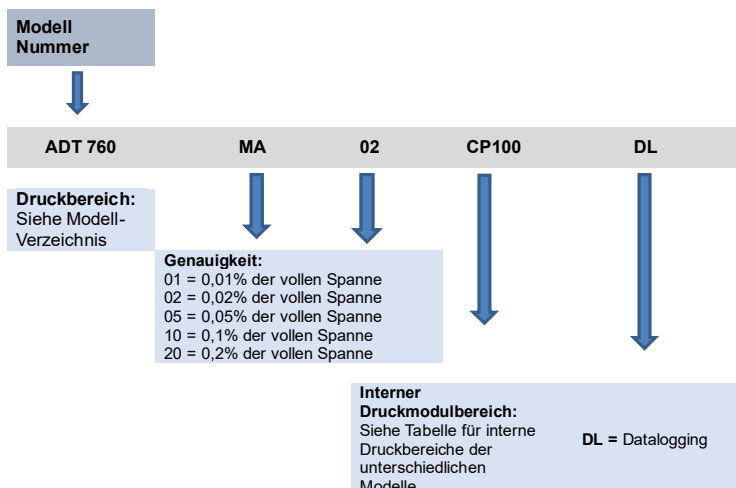 Modell
Nummer
ADT 760 MA 02 CP100 DL
Druckbereich:
Siehe Modell-
Verzeichnis
Genauigkeit:
01 = 0,01% der vollen Spanne
02 = 0,02% der vollen Spanne
05 = 0,05% der vollen Spanne
10 = 0,1% der vollen Spanne
20 = 0,2% der vollen Spanne
Interner
Druckmodulbereich:
Siehe Tabelle für interne
Druckbereiche der
unterschiedlichen
Modelle
DL = Datalogging